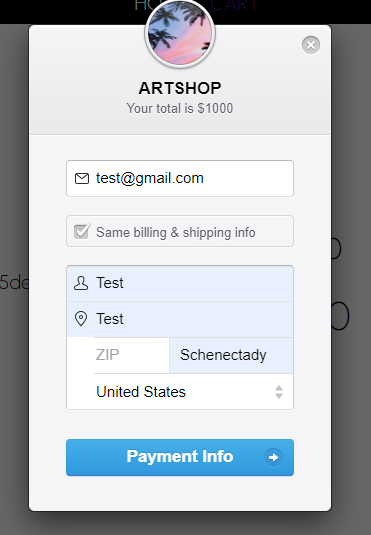 CART
ARTSHOP
Your total is $1000
test@gmail.com
Same billing & shipping info
Test
Test
ZIP Schenectady
United States
Payment Info